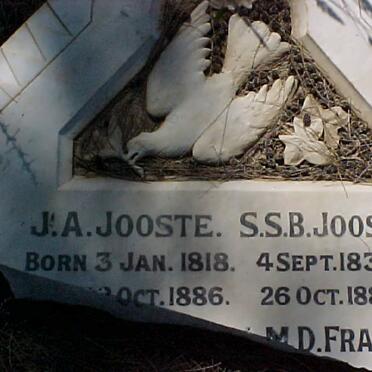 J. A. JOOSTE. S.S.B. JOOS
BORN 3 JAN. 1818. 4 SEPT. 183
OCT. 1886. 26 OCT. 188
M.D. FRA